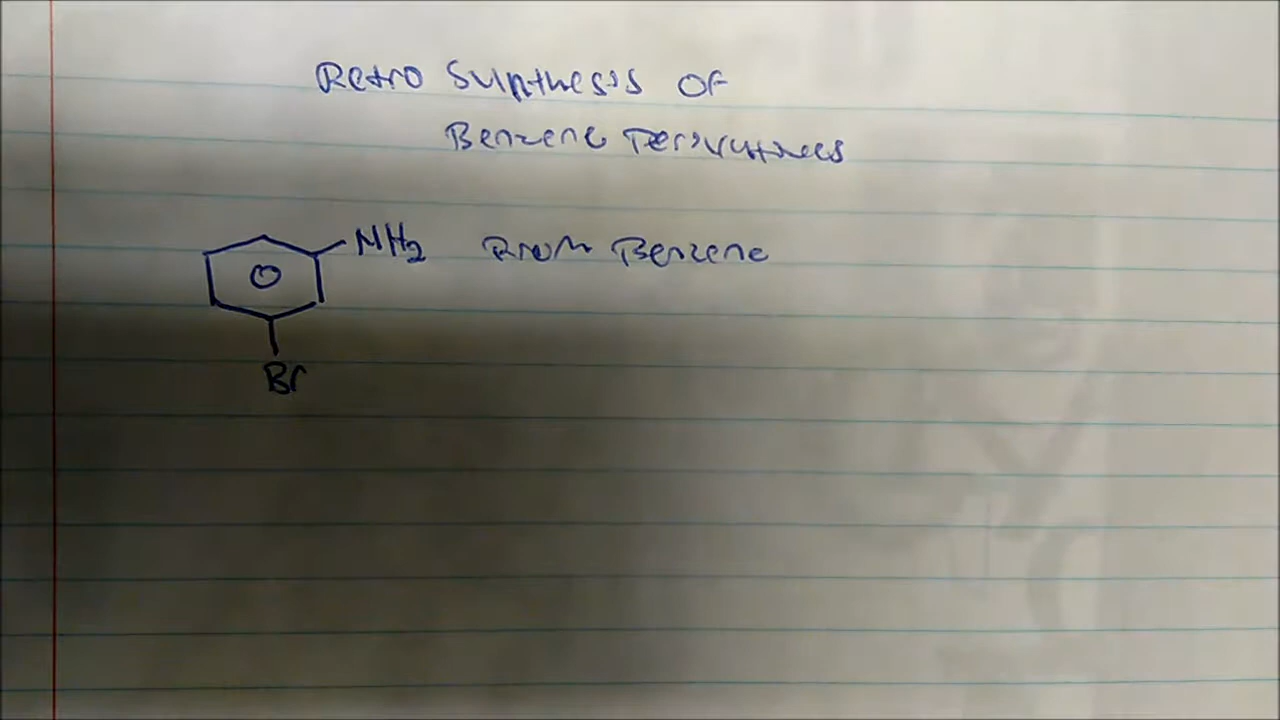 Retro Synthesis OF
Benzene Derivatives
NH2 From Benzene
Br